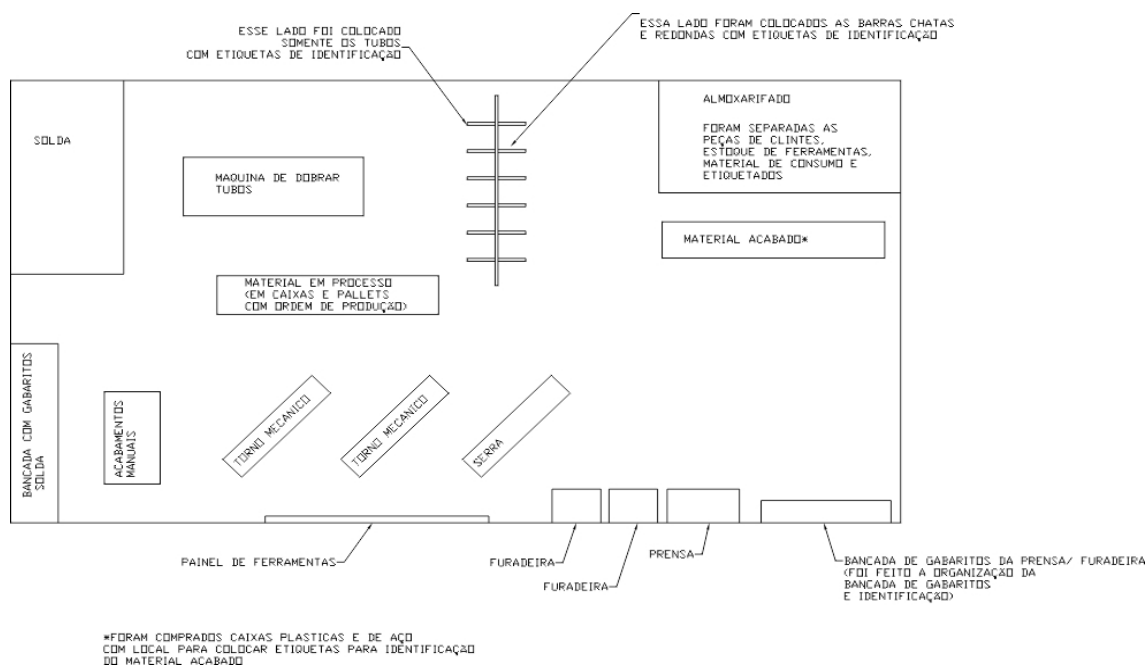 ESSE LADO FOI COLOCADO
SOMENTE OS TUBOS
COM ETIQUETAS DE IDENTIFICAÇÃO
ESSA LADO FORAM COLOCADOS AS BARRAS CHATAS
E REDONDAS COM ETIQUETAS DE IDENTIFICAÇÃO
SOLDA
MAQUINA DE DOBRAR
TUBOS
ALMOXARIFADO
FORAM SEPARADAS AS
PEÇAS DE CLINTES,
ESTOQUE DE FERRAMENTAS,
MATERIAL DE CONSUMO E
ETIQUETADOS
MATERIAL ACABADO*
MATERIAL EM PROCESSO
(EM CAIXAS E PALLETS
COM ORDEM DE PRODUÇÃO)
BANCADA COM GABARITOS
SOLDA
ACABAMENTOS
MANUAIS
TORNO MECANICO
TORNO MECANICO
SERRA
PAINEL DE FERRAMENTAS
FURADEIRA
FURADEIRA
PRENSA
BANCADA DE GABARITOS DA PRENSA/ FURADEIRA
(FOI FEITO A ORGANIZAÇÃO DA
BANCADA DE GABARITOS
E IDENTIFICAÇÃO)
*FORAM COMPRADOS CAIXAS PLASTICAS E DE AÇO
COM LOCAL PARA COLOCAR ETIQUETAS PARA IDENTIFICAÇÃO
DO MATERIAL ACABADO